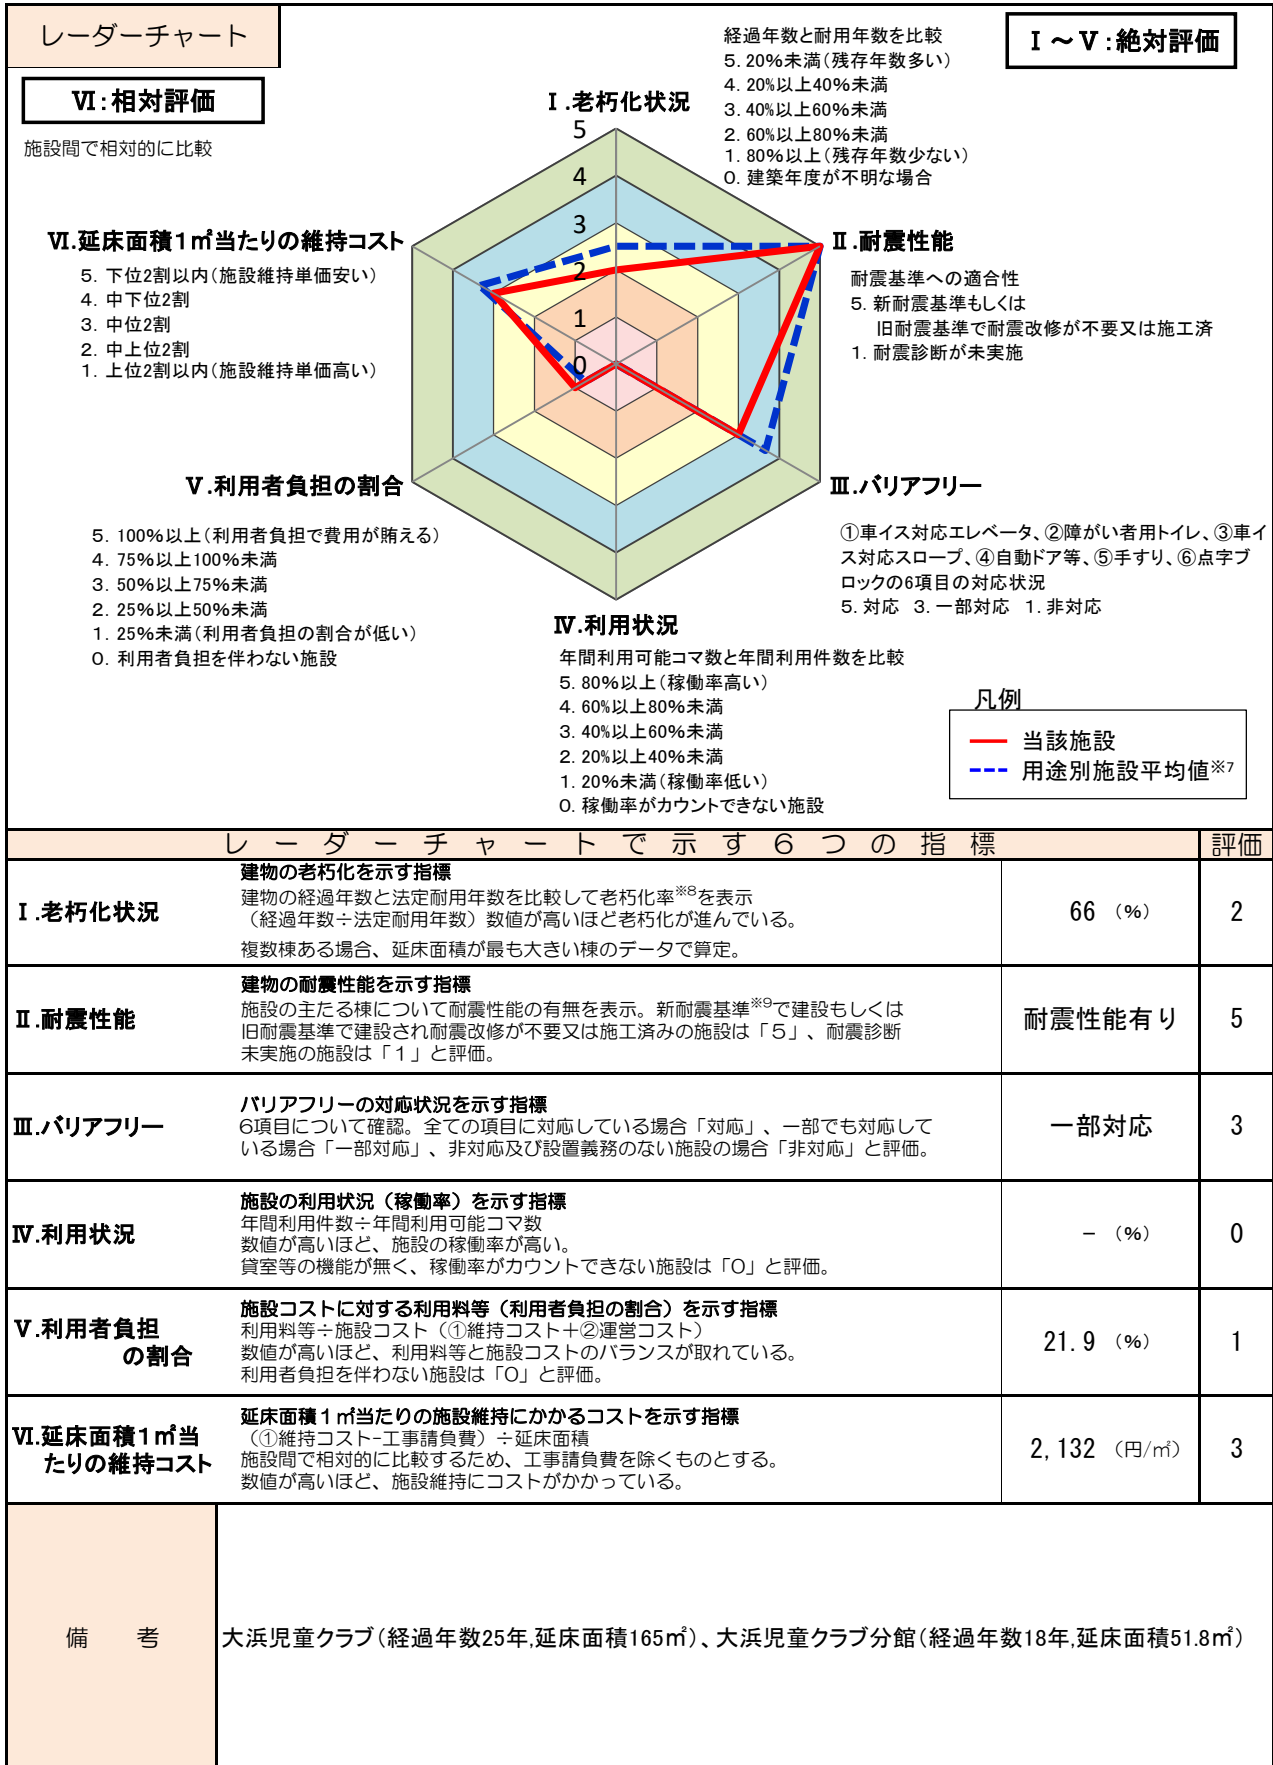 レーダーチャート
Ⅰ～Ⅴ:絶対評価
Ⅵ:相対評価
施設間で相対的に比較
Ⅰ.老朽化状況
経過年数と耐用年数を比較
5. 20%未満(残存年数多い)
4. 20%以上40%未満
3. 40%以上60%未満
2. 60%以上80%未満
1. 80%以上(残存年数少ない)
0. 建築年度が不明な場合
5
4
3
2
1
0
Ⅱ.耐震性能
耐震基準への適合性
5. 新耐震基準もしくは
旧耐震基準で耐震改修が不要又は施工済
1. 耐震診断が未実施
Ⅵ.延床面積1㎡当たりの維持コスト
5. 下位2割以内(施設維持単価安い)
4. 中下位2割
3. 中位2割
2. 中上位2割
1. 上位2割以内(施設維持単価高い)
Ⅴ.利用者負担の割合
5. 100%以上(利用者負担で費用が賄える)
4. 75%以上100%未満
3. 50%以上75%未満
2. 25%以上50%未満
1. 25%未満(利用者負担の割合が低い)
0. 利用者負担を伴わない施設
Ⅲ.バリアフリー
①車イス対応エレベータ、②障がい者用トイレ、③車イ
ス対応スロープ、④自動ドア等、⑤手すり、⑥点字ブ
ロックの6項目の対応状況
5. 対応 3. 一部対応 1. 非対応
Ⅳ.利用状況
年間利用可能コマ数と年間利用件数を比較
5. 80%以上(稼働率高い)
4. 60%以上80%未満
3. 40%以上60%未満
2. 20%以上40%未満
1. 20%未満(稼働率低い)
0. 稼働率がカウントできない施設
凡例
当該施設
用途別施設平均値※7
レーダーチャートで示す6つの指標 評価
Ⅰ.老朽化状況
建物の老朽化を示す指標
建物の経過年数と法定耐用年数を比較して老朽化率※8を表示
(経過年数÷法定耐用年数)数値が高いほど老朽化が進んでいる。
複数棟ある場合、延床面積が最も大きい棟のデータで算定。
66 (%) 2
Ⅱ.耐震性能
建物の耐震性能を示す指標
施設の主たる棟について耐震性能の有無を表示。新耐震基準※9で建設もしくは
旧耐震基準で建設され耐震改修が不要又は施工済みの施設は「5」、耐震診断
未実施の施設は「1」と評価。
耐震性能有り 5
Ⅲ.バリアフリー
バリアフリーの対応状況を示す指標
6項目について確認。全ての項目に対応している場合「対応」、一部でも対応して
いる場合「一部対応」、非対応及び設置義務のない施設の場合「非対応」と評価。
一部対応 3
Ⅳ.利用状況
施設の利用状況(稼働率)を示す指標
年間利用件数÷年間利用可能コマ数
数値が高いほど、施設の稼働率が高い。
貸室等の機能が無く、稼働率がカウントできない施設は「0」と評価。
－ (%) 0
Ⅴ.利用者負担
の割合
施設コストに対する利用料等(利用者負担の割合)を示す指標
利用料等÷施設コスト(①維持コスト+②運営コスト)
数値が高いほど、利用料等と施設コストのバランスが取れている。
利用者負担を伴わない施設は「0」と評価。
21.9 (%) 1
Ⅵ.延床面積1㎡当
たりの維持コスト
延床面積1㎡当たりの施設維持にかかるコストを示す指標
(①維持コスト-工事請負費)÷延床面積
施設間で相対的に比較するため、工事請負費を除くものとする。
数値が高いほど、施設維持にコストがかかっている。
2,132 (円/㎡) 3
備考
大浜児童クラブ(経過年数25年,延床面積165㎡)、大浜児童クラブ分館(経過年数18年,延床面積51.8㎡)